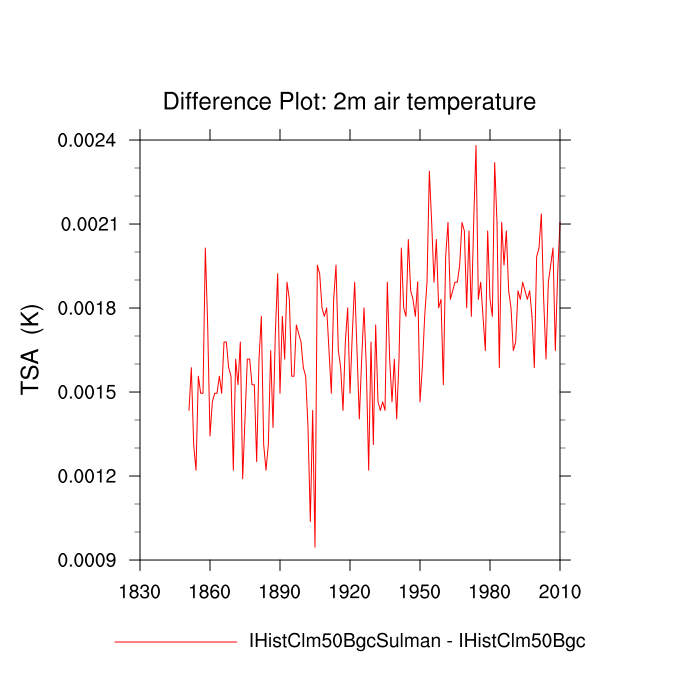 Difference Plot: 2m air temperature
TSA (K)
0.0024
0.0021
0.0018
0.0015
0.0012
0.0009
1830 1860 1890 1920 1950 1980 2010
IHistClm50BgcSulman - IHistClm50Bgc